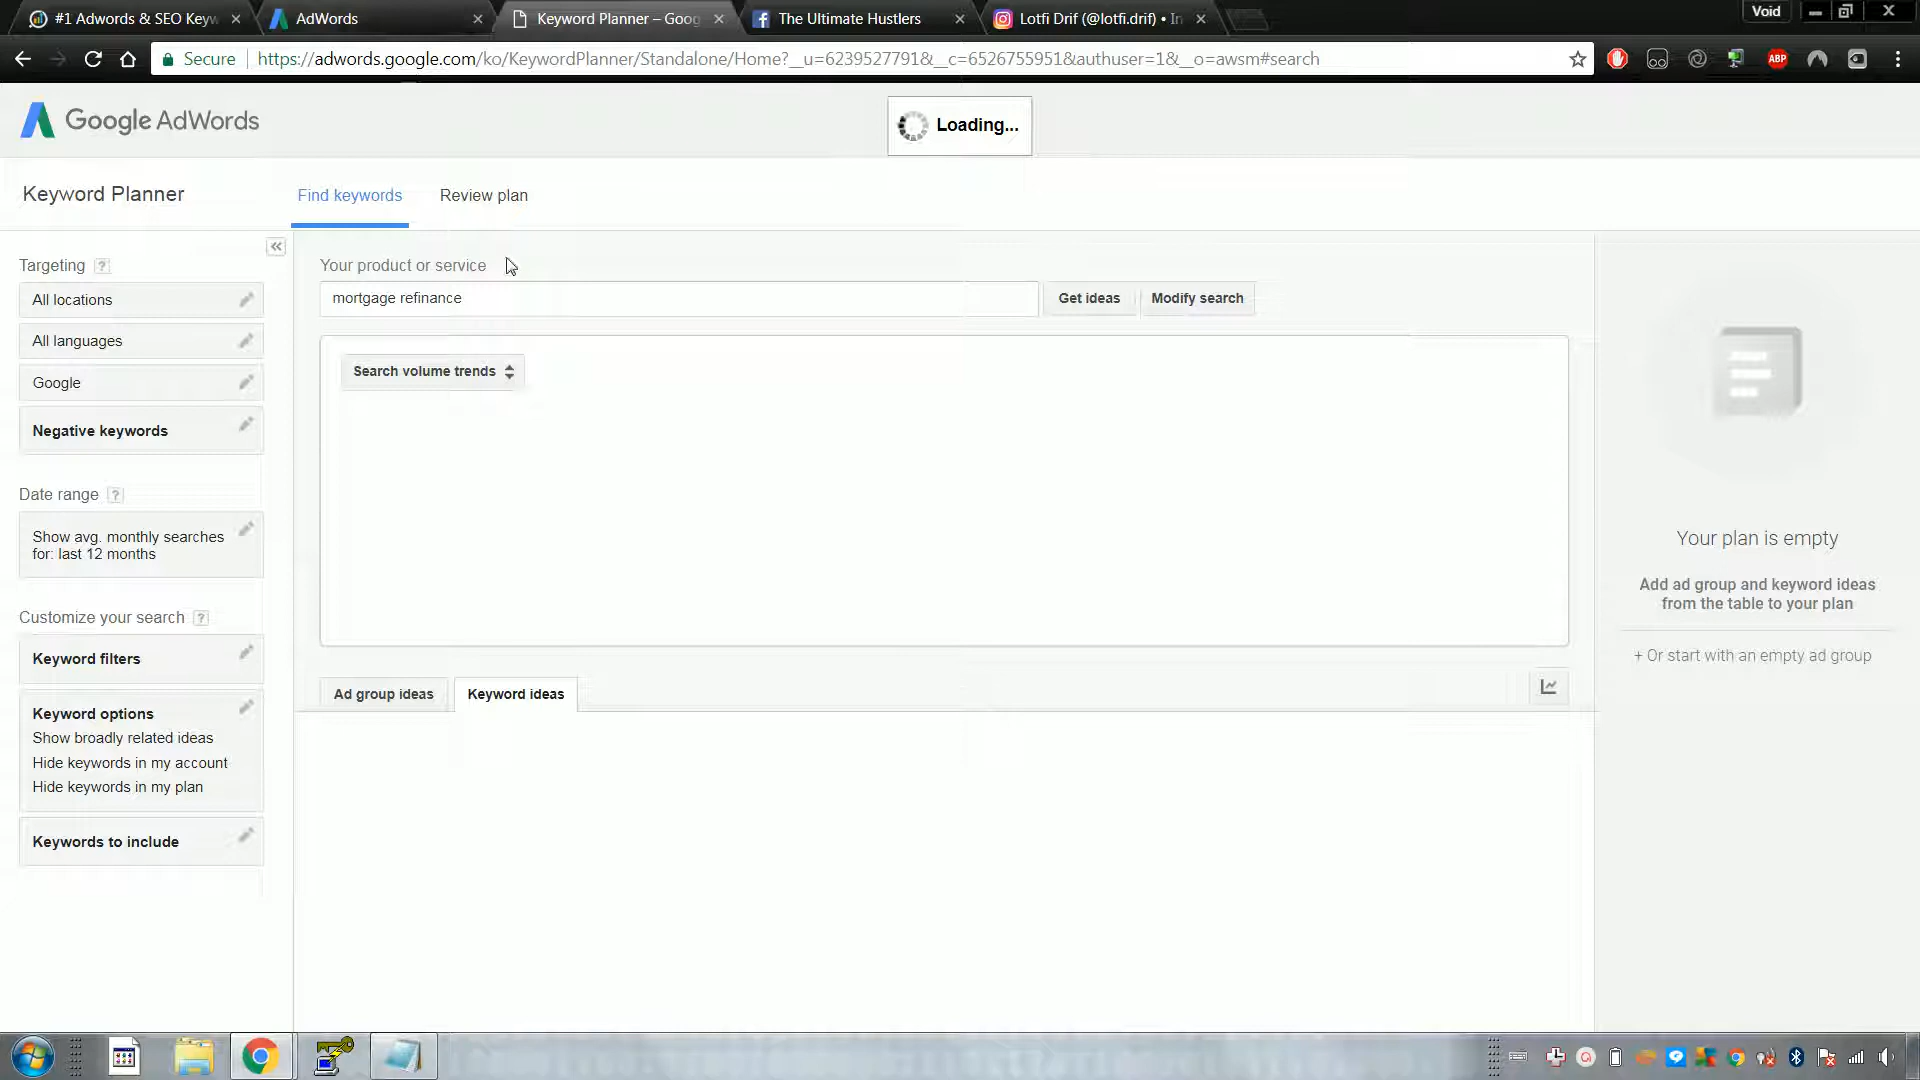 #1 Adwords & SEO Keyw
AdWords
Keyword Planner – Goog
The Ultimate Hustlers
Lotfi Drif (@lotfi.drif) • In
Void
Secure
https://adwords.google.com/ko/KeywordPlanner/Standalone/Home?__u=6239527791&__c=6526755951&authuser=1&__o=awsm#search
ABP
Google AdWords
Loading...
Keyword Planner
Find keywords
Review plan
Targeting ?
All locations
All languages
Google
Negative keywords
Date range ?
Show avg. monthly searches
for: last 12 months
Customize your search ?
Keyword filters
Keyword options
Show broadly related ideas
Hide keywords in my account
Hide keywords in my plan
Keywords to include
Your product or service
mortgage refinance
Get ideas
Modify search
Search volume trends
Ad group ideas
Keyword ideas
Your plan is empty
Add ad group and keyword ideas
from the table to your plan
+ Or start with an empty ad group